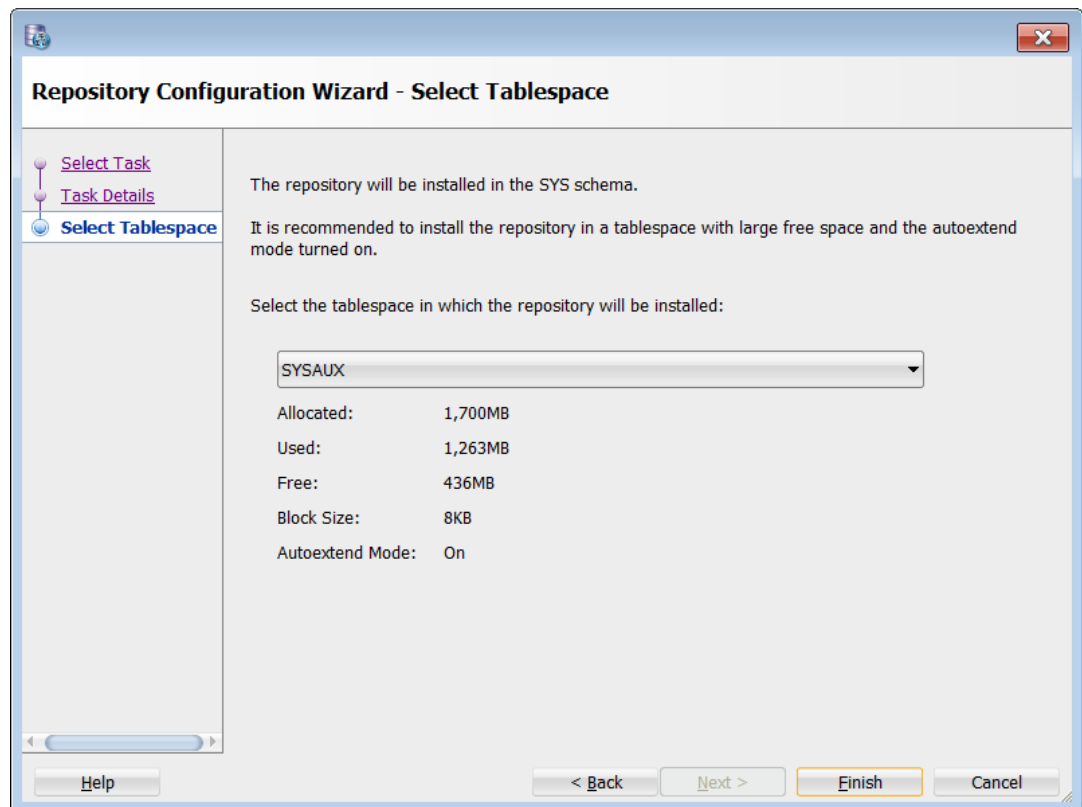 Repository Configuration Wizard - Select Tablespace
Select Task
Task Details
Select Tablespace
The repository will be installed in the SYS schema.
It is recommended to install the repository in a tablespace with large free space and the autoextend
mode turned on.
Select the tablespace in which the repository will be installed:
SYSAUX
Allocated: 1,700MB
Used: 1,263MB
Free: 436MB
Block Size: 8KB
Autoextend Mode: On
Help < Back Next > Finish Cancel